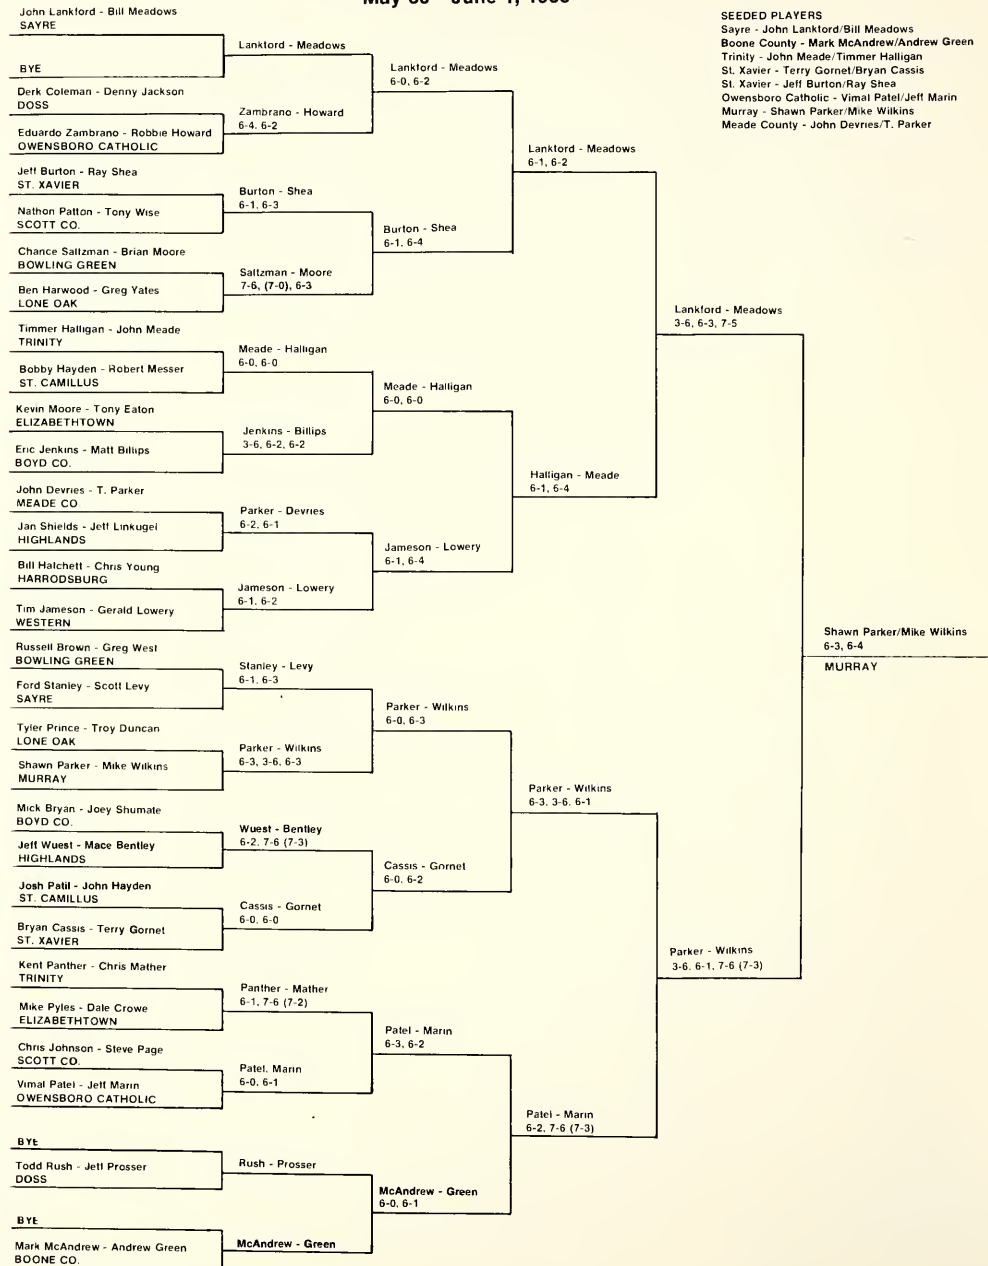 SEEDED PLAYERS
Sayre - John Lanktord/Bill Meadows
Boone County - Mark McAndrew/Andrew Green
Trinity - John Meade/Timmer Halligan
St. Xavier - Terry Gornet/Bryan Cassis
St. Xavier - Jeff Burton/Ray Shea
Owensboro Catholic - Vimal Patel/Jeff Marin
Murray - Shawn Parker/Mike Wilkins
Meade County - John Devries/T. Parker
John Lankford - Bill Meadows
SAYRE
BYE
Derk Coleman - Denny Jackson
DOSS
Eduardo Zambrano - Robbie Howard
OWENSBORO CATHOLIC
Jeff Burton - Ray Shea
ST. XAVIER
Nathon Patton - Tony Wise
SCOTT CO.
Chance Saltzman - Brian Moore
BOWLING GREEN
Ben Harwood - Greg Yates
LONE OAK
Timmer Halligan - John Meade
TRINITY
Bobby Hayden - Robert Messer
ST. CAMILLUS
Kevin Moore - Tony Eaton
ELIZABETHTOWN
Eric Jenkins - Matt Billips
BOYD CO.
John Devries - T. Parker
MEADE CO.
Jan Shields - Jeff Linkugel
HIGHLANDS
Bill Hatchett - Chris Young
HARRODSBURG
Tim Jameson - Gerald Lowery
WESTERN
Russell Brown - Greg West
BOWLING GREEN
Ford Stanley - Scott Levy
SAYRE
Tyler Prince - Troy Duncan
LONE OAK
Shawn Parker - Mike Wilkins
MURRAY
Mick Bryan - Joey Shumate
BOYD CO.
Jeff Wuest - Mace Bentley
HIGHLANDS
Josh Patil - John Hayden
ST. CAMILLUS
Bryan Cassis - Terry Gornet
ST. XAVIER
Kent Panther - Chris Mather
TRINITY
Mike Pyles - Dale Crowe
ELIZABETHTOWN
Chris Johnson - Steve Page
SCOTT CO.
Vimal Patel - Jeff Marin
OWENSBORO CATHOLIC
BYE
Todd Rush - Jeff Prosser
DOSS
BYE
Mark McAndrew - Andrew Green
BOONE CO.
Lanktord - Meadows
Zambrano - Howard
6-4, 6-2
Burton - Shea
6-1, 6-3
Saltzman - Moore
7-6, (7-0), 6-3
Meade - Halligan
6-0, 6-0
Jenkins - Billips
3-6, 6-2, 6-2
Parker - Devries
6-2, 6-1
Jameson - Lowery
6-1, 6-2
Stanley - Levy
6-1, 6-3
Parker - Wilkins
6-3, 3-6, 6-3
Wuest - Bentley
6-2, 7-6 (7-3)
Cassis - Gornet
6-0, 6-0
Panther - Mather
6-1, 7-6 (7-2)
Patel, Marin
6-0, 6-1
Rush - Prosser
McAndrew - Green
Lanktord - Meadows
6-0, 6-2
Burton - Shea
6-1, 6-4
Meade - Halligan
6-0, 6-0
Jameson - Lowery
6-1, 6-4
Parker - Wilkins
6-0, 6-3
Cassis - Gornet
6-0, 6-2
Patel - Marin
6-3, 6-2
McAndrew - Green
6-0, 6-1
Lanktord - Meadows
6-1, 6-2
Halligan - Meade
6-1, 6-4
Parker - Wilkins
6-3, 3-6, 6-1
Patel - Marin
6-2, 7-6 (7-3)
Lankford - Meadows
3-6, 6-3, 7-5
Parker - Wilkins
3-6, 6-1, 7-6 (7-3)
Shawn Parker/Mike Wilkins
6-3, 6-4
MURRAY